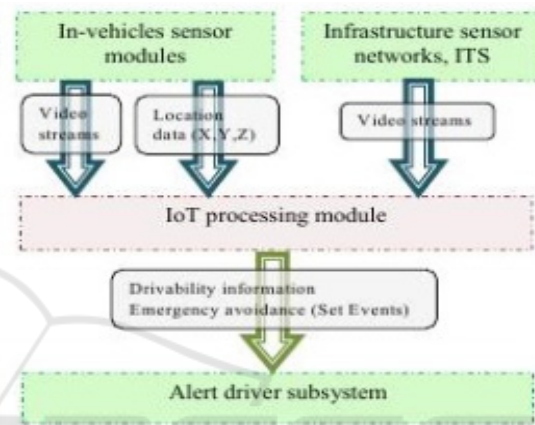 In-vehicles sensor
modules
Infrastructure sensor
networks, ITS
Video
streams
Location
data (X,Y,Z)
Video streams
IoT processing module
Drivability information
Emergency avoidance (Set Events)
Alert driver subsystem